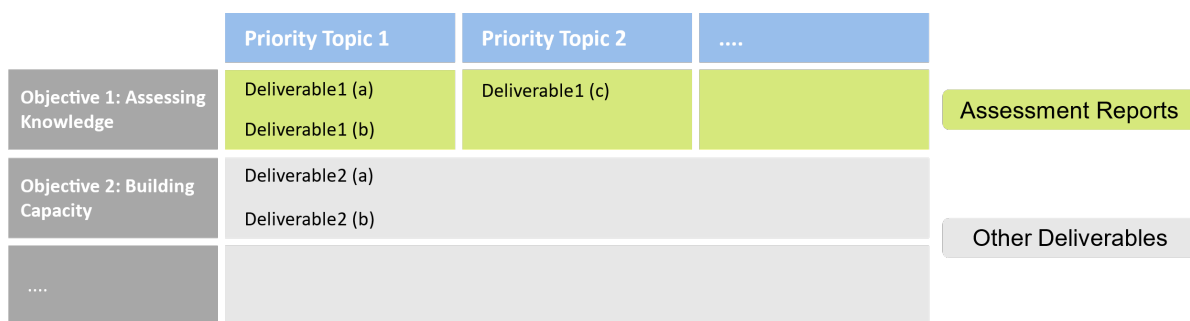 Priority Topic 1
Priority Topic 2
....
Objective 1: Assessing
Knowledge
Deliverable1 (a)
Deliverable1 (b)
Deliverable1 (c)
Assessment Reports
Objective 2: Building
Capacity
Deliverable2 (a)
Deliverable2 (b)
Other Deliverables
....